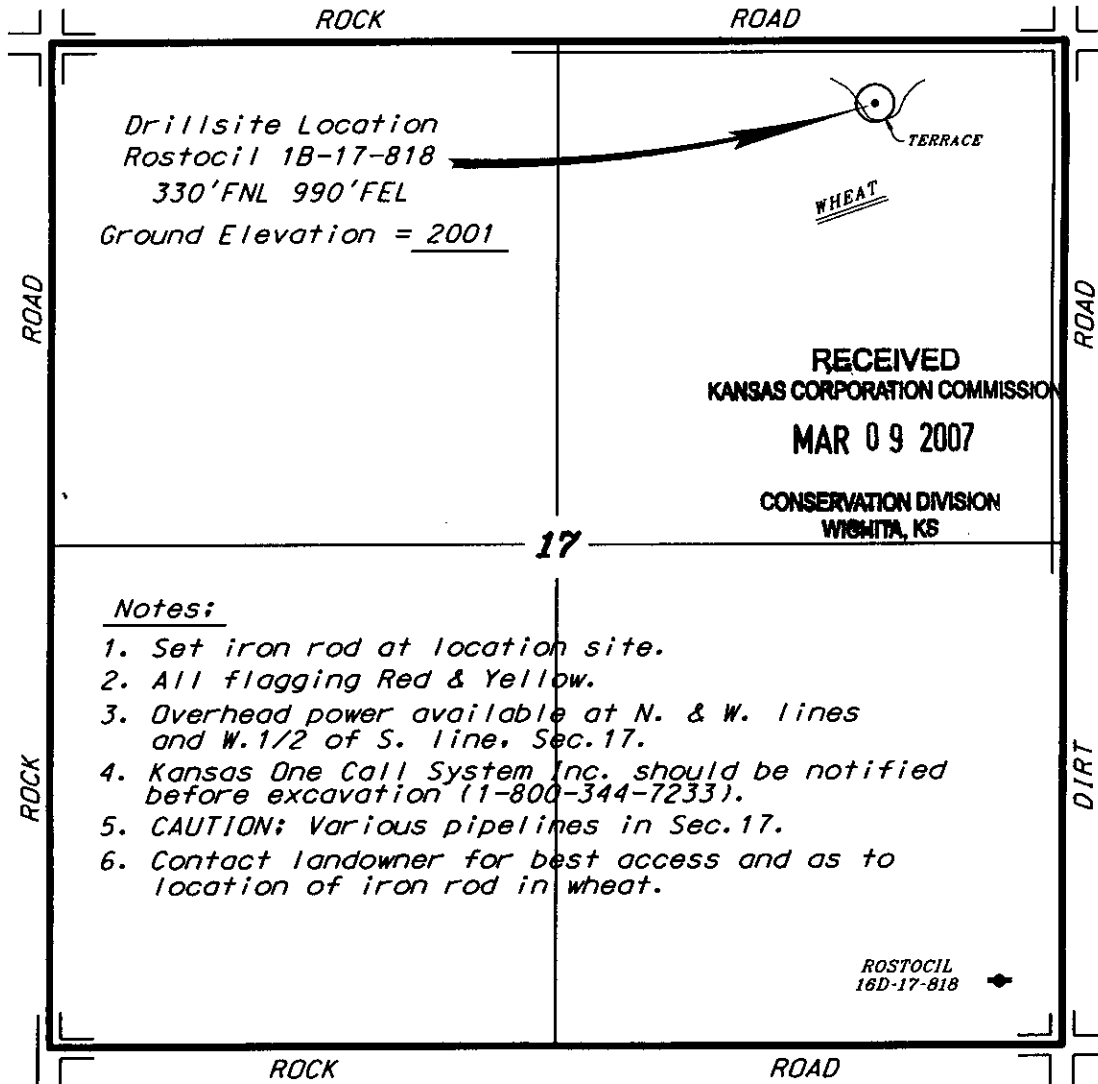 ROCK ROAD
Drillsite Location
Rostocil 1B-17-818
330'FNL 990'FEL
Ground Elevation = 2001
TERRACE
WHEAT
ROAD
ROAD
RECEIVED
KANSAS CORPORATION COMMISSION
MAR 09 2007
CONSERVATION DIVISION
WICHITA, KS
17
Notes:
1. Set iron rod at location site.
2. All flagging Red & Yellow.
3. Overhead power available at N. & W. lines
and W.1/2 of S. line, Sec.17.
4. Kansas One Call System Inc. should be notified
before excavation (1-800-344-7233).
5. CAUTION: Various pipelines in Sec.17.
6. Contact landowner for best access and as to
location of iron rod in wheat.
ROCK
DIRT
ROSTOCIL
16D-17-818
ROCK ROAD